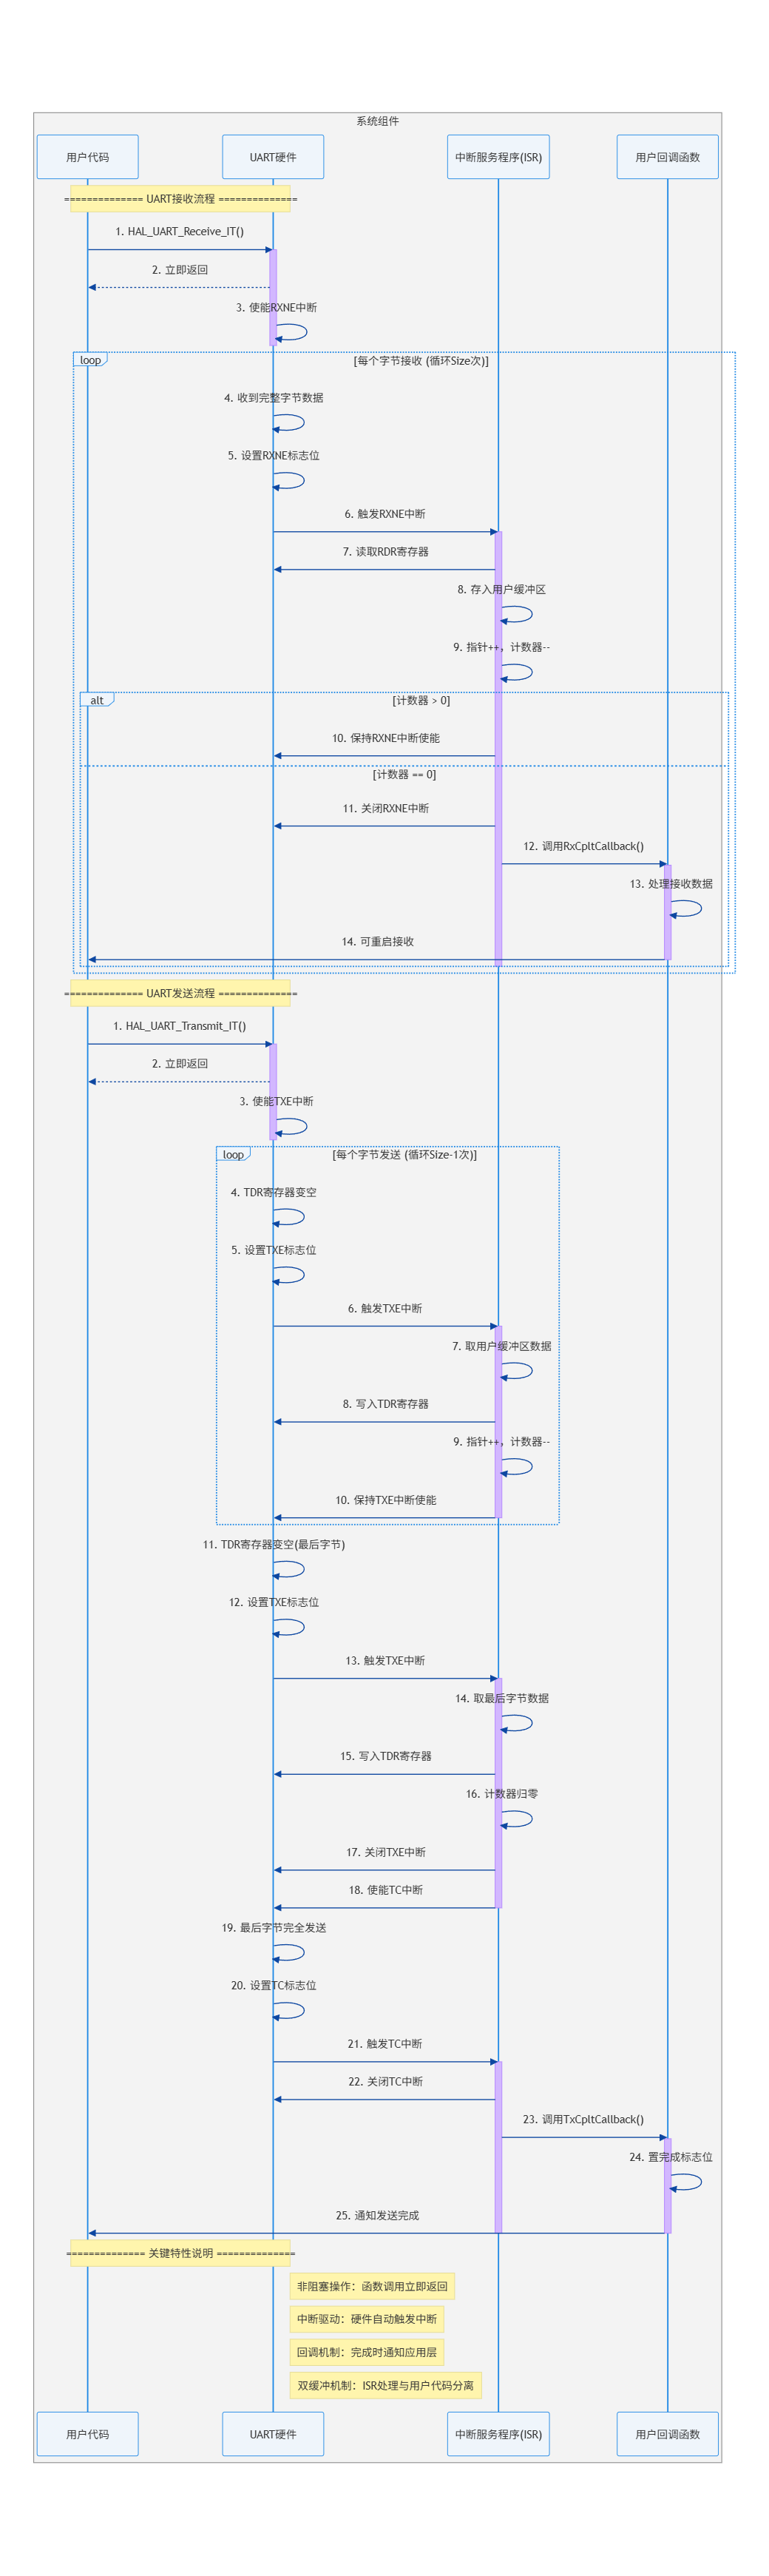 系统组件
用户代码
UART硬件
中断服务程序(ISR)
用户回调函数
============= UART接收流程 =============
1. HAL_UART_Receive_IT()
2. 立即返回
3. 使能RXNE中断
loop
[每个字节接收 (循环Size次)]
4. 收到完整字节数据
5. 设置RXNE标志位
6. 触发RXNE中断
7. 读取RDR寄存器
8. 存入用户缓冲区
9. 指针++，计数器--
alt
[计数器 > 0]
10. 保持RXNE中断使能
[计数器 == 0]
11. 关闭RXNE中断
12. 调用RxCpltCallback()
13. 处理接收数据
14. 可重启接收
============= UART发送流程 =============
1. HAL_UART_Transmit_IT()
2. 立即返回
3. 使能TXE中断
loop
[每个字节发送 (循环Size-1次)]
4. TDR寄存器变空
5. 设置TXE标志位
6. 触发TXE中断
7. 取用户缓冲区数据
8. 写入TDR寄存器
9. 指针++，计数器--
10. 保持TXE中断使能
11. TDR寄存器变空(最后字节)
12. 设置TXE标志位
13. 触发TXE中断
14. 取最后字节数据
15. 写入TDR寄存器
16. 计数器归零
17. 关闭TXE中断
18. 使能TC中断
19. 最后字节完全发送
20. 设置TC标志位
21. 触发TC中断
22. 关闭TC中断
23. 调用TxCpltCallback()
24. 置完成标志位
25. 通知发送完成
============= 关键特性说明 =============
非阻塞操作：函数调用立即返回
中断驱动：硬件自动触发中断
回调机制：完成时通知应用层
双缓冲机制：ISR处理与用户代码分离
用户代码
UART硬件
中断服务程序(ISR)
用户回调函数